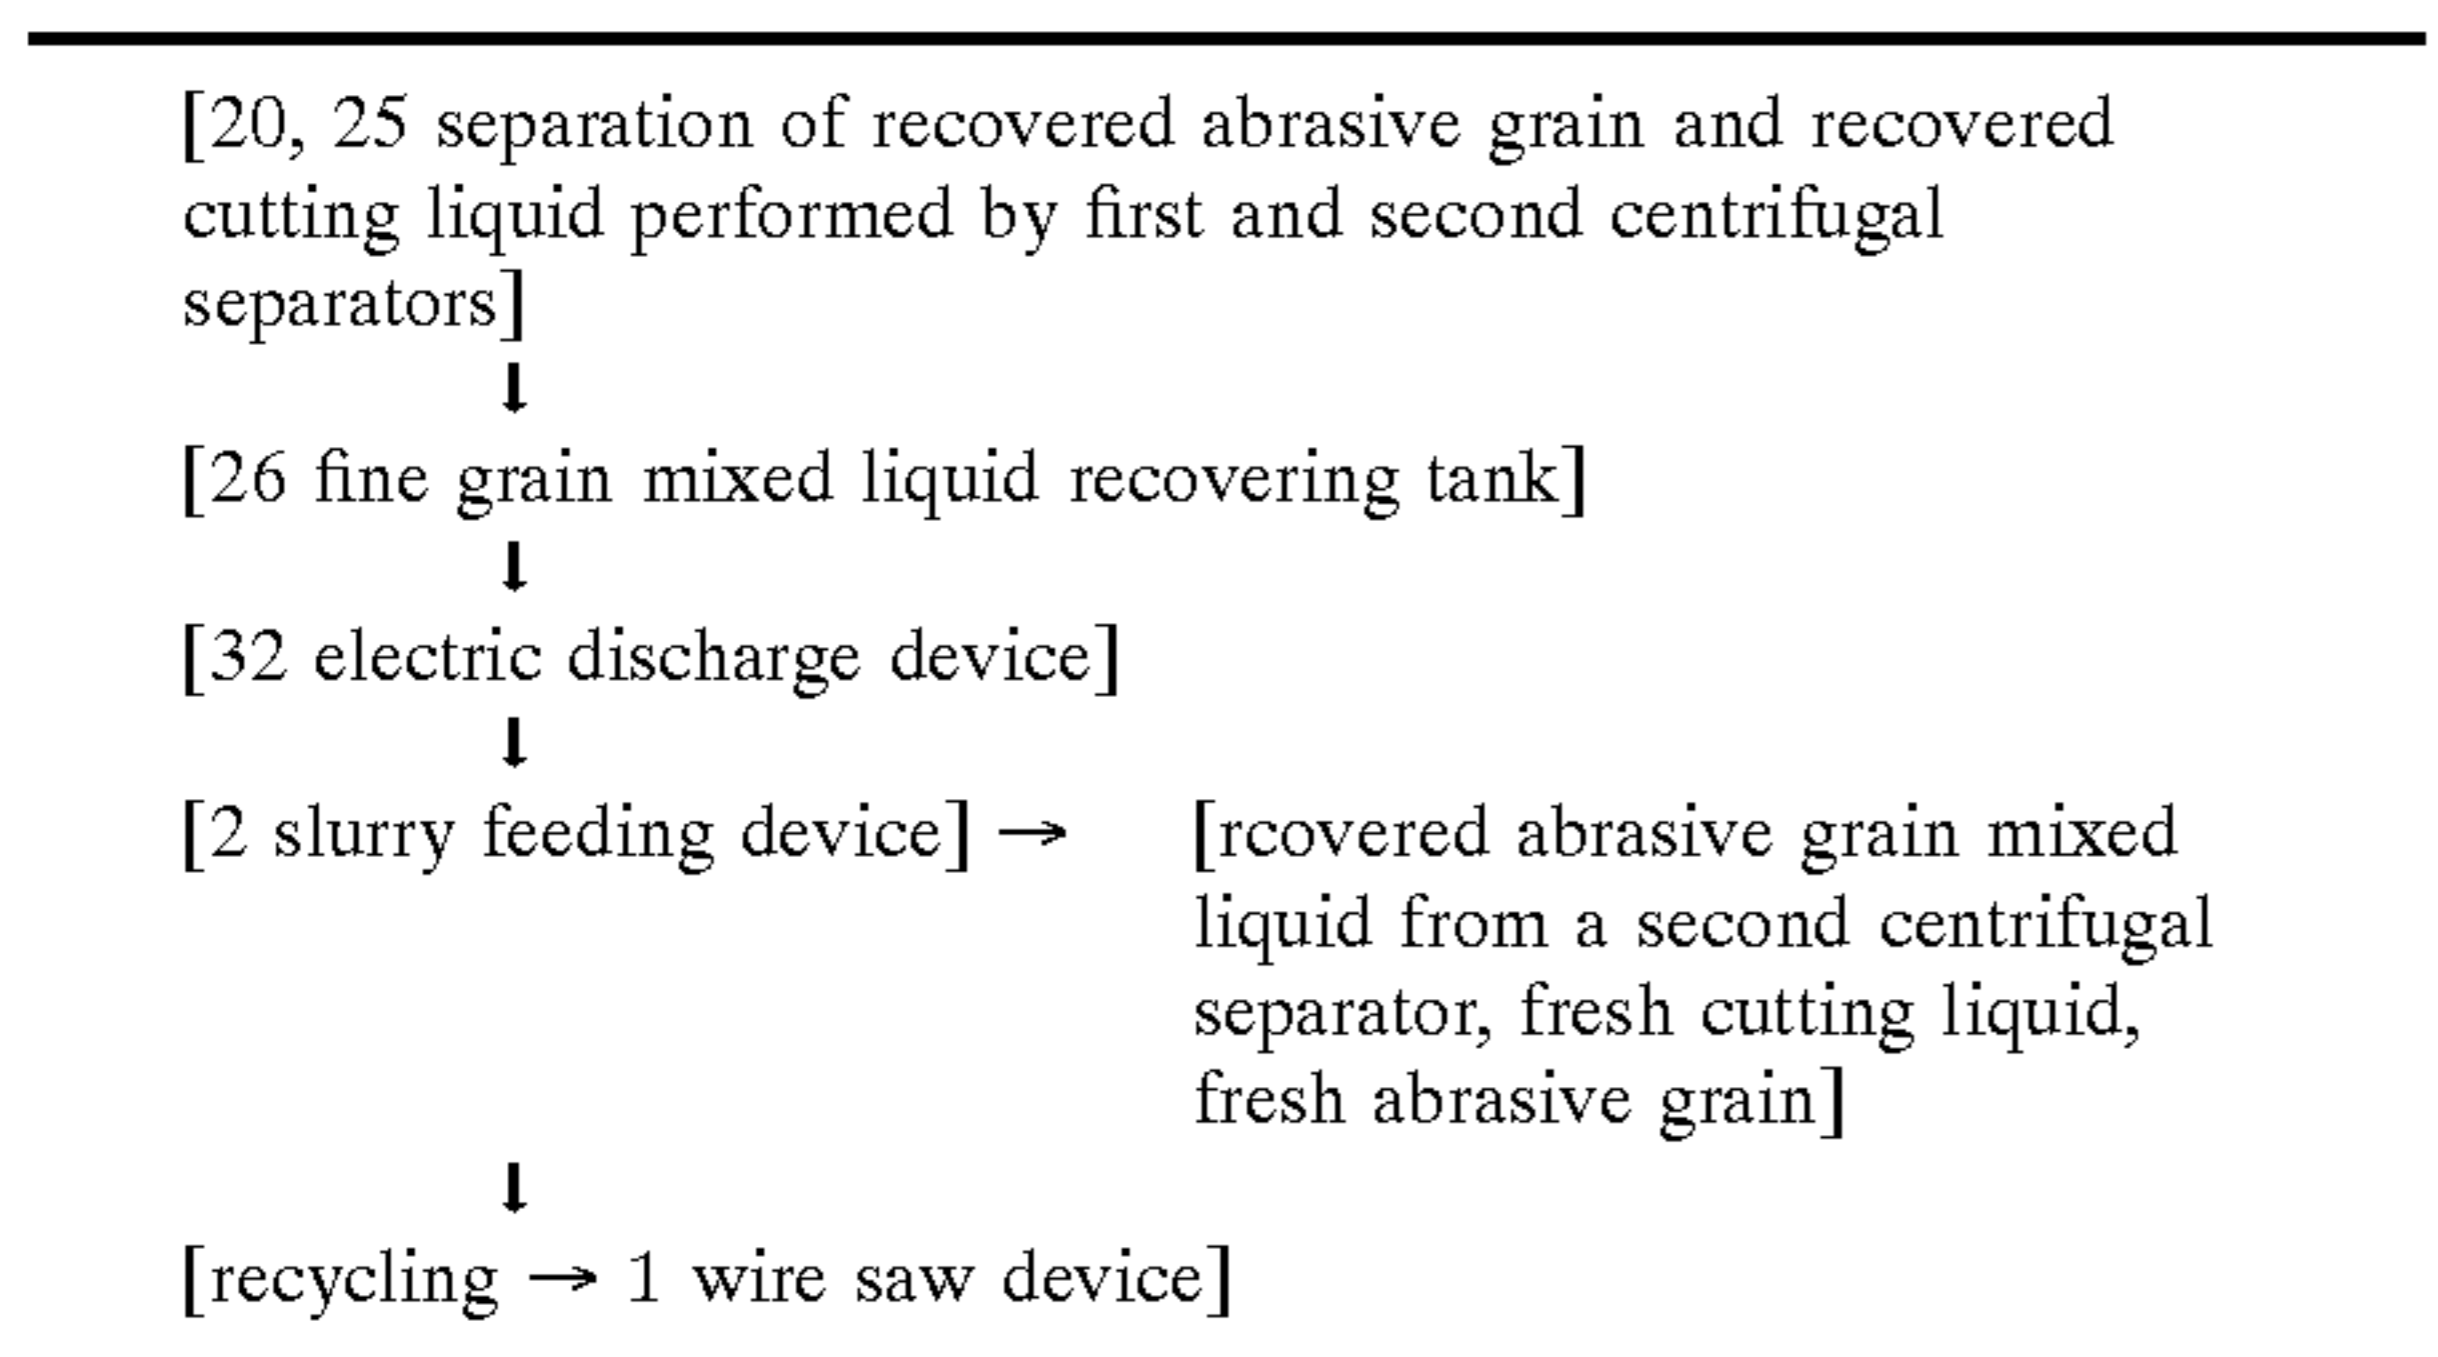 [20, 25 separation of recovered abrasive grain and recovered
cutting liquid performed by first and second centrifugal
separators]
⬇
[26 fine grain mixed liquid recovering tank]
⬇
[32 electric discharge device]
⬇
[2 slurry feeding device] → [rcovered abrasive grain mixed
liquid from a second centrifugal
separator, fresh cutting liquid,
fresh abrasive grain]
⬇
[recycling → 1 wire saw device]